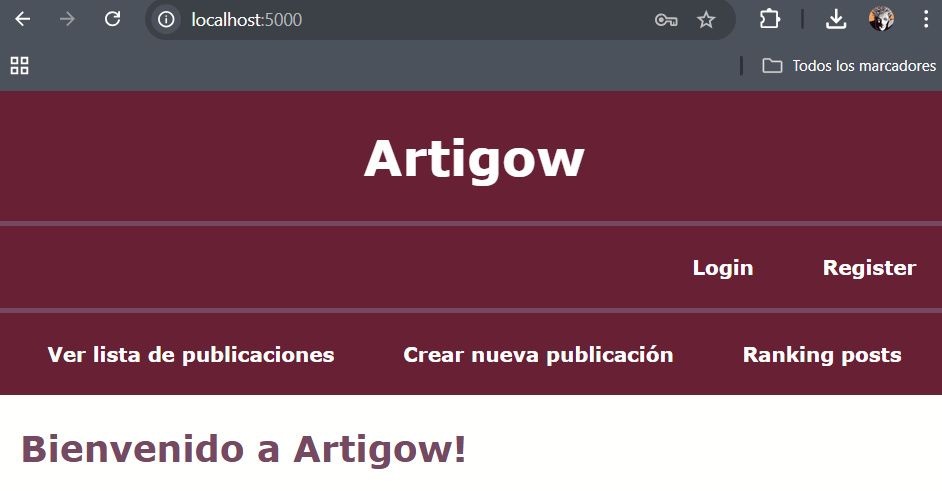 localhost:5000
Todos los marcadores
Artigow
Login Register
Ver lista de publicaciones Crear nueva publicación Ranking posts
Bienvenido a Artigow!